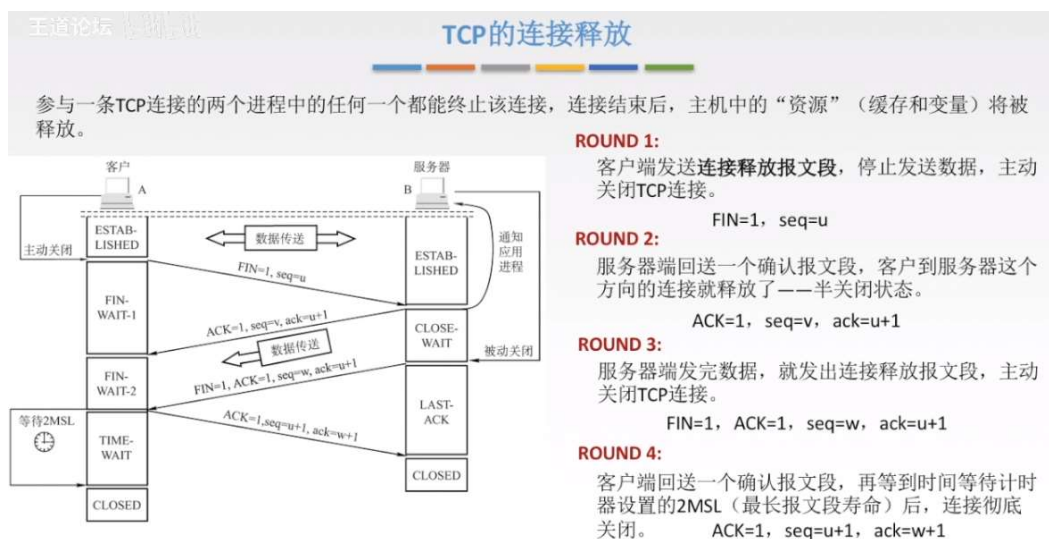 王道论坛
TCP的连接释放
参与一条TCP连接的两个进程中的任何一个都能终止该连接，连接结束后，主机中的“资源”（缓存和变量）将被
释放。
客户
A
服务器
B
ESTAB-
LISHED
主动关闭
数据传送
ESTAB-
LISHED
通知
应用
进程
FIN=1, seq=u
FIN-
WAIT-1
ACK=1, seq=v, ack=u+1
CLOSE-
WAIT
数据传送
被动关闭
FIN-
WAIT-2
FIN=1, ACK=1, seq=w, ack=u+1
等待2MSL
ACK=1,seq=u+1, ack=w+1
LAST-
ACK
TIME-
WAIT
CLOSED
CLOSED
ROUND 1:
客户端发送连接释放报文段，停止发送数据，主动
关闭TCP连接。
FIN=1，seq=u
ROUND 2:
服务器端回送一个确认报文段，客户到服务器这个
方向的连接就释放了——半关闭状态。
ACK=1，seq=v，ack=u+1
ROUND 3:
服务器端发完数据，就发出连接释放报文段，主动
关闭TCP连接。
FIN=1，ACK=1，seq=w，ack=u+1
ROUND 4:
客户端回送一个确认报文段，再等到时间等待计时
器设置的2MSL（最长报文段寿命）后，连接彻底
关闭。 ACK=1，seq=u+1，ack=w+1